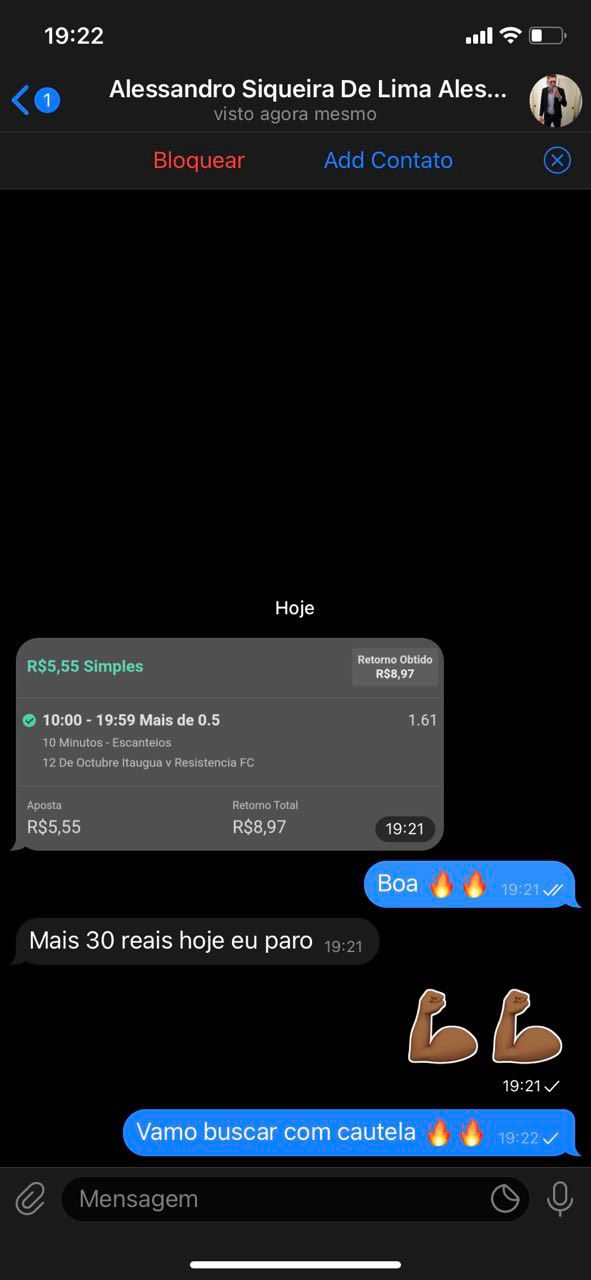 19:22
1
Alessandro Siqueira De Lima Ales...
visto agora mesmo
Bloquear
Add Contato
Hoje
R$5,55 Simples
Retorno Obtido
R$8,97
10:00 - 19:59 Mais de 0.5
1.61
10 Minutos - Escanteios
12 De Octubre Itaugua v Resistencia FC
Aposta
Retorno Total
R$5,55
R$8,97
19:21
Boa 🔥🔥 19:21
Mais 30 reais hoje eu paro 19:21
💪🏾💪🏾
19:21
Vamo buscar com cautela 🔥🔥 19:22
Mensagem